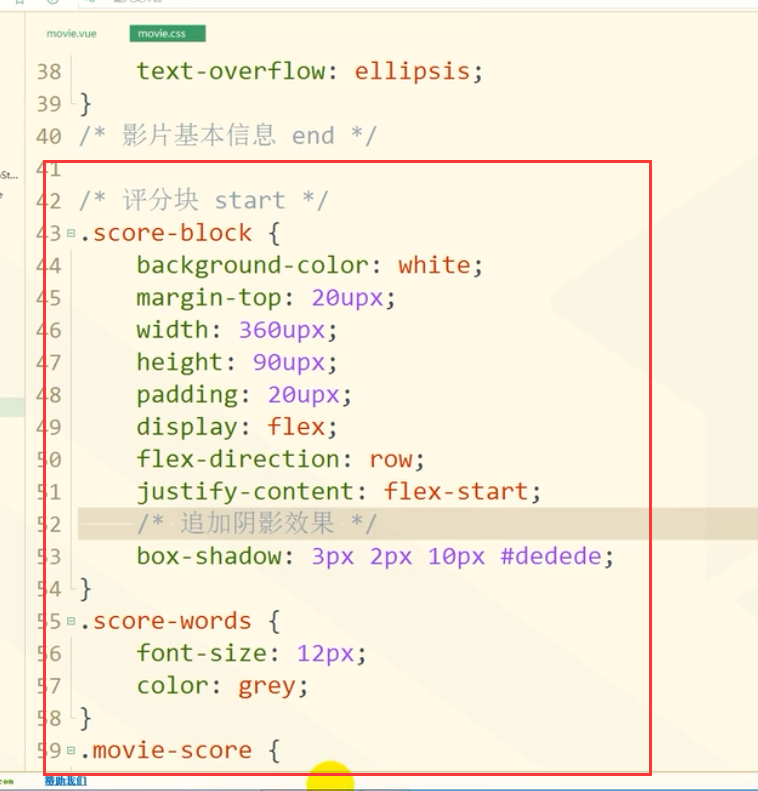 movie.vue
movie.css
38 text-overflow: ellipsis;
39 }
40 /* 影片基本信息 end */
41
42 /* 评分块 start */
43 .score-block {
44 background-color: white;
45 margin-top: 20upx;
46 width: 360upx;
47 height: 90upx;
48 padding: 20upx;
49 display: flex;
50 flex-direction: row;
51 justify-content: flex-start;
52 /* 追加阴影效果 */
53 box-shadow: 3px 2px 10px #dedede;
54 }
55 .score-words {
56 font-size: 12px;
57 color: grey;
58 }
59 .movie-score {
赞助我们